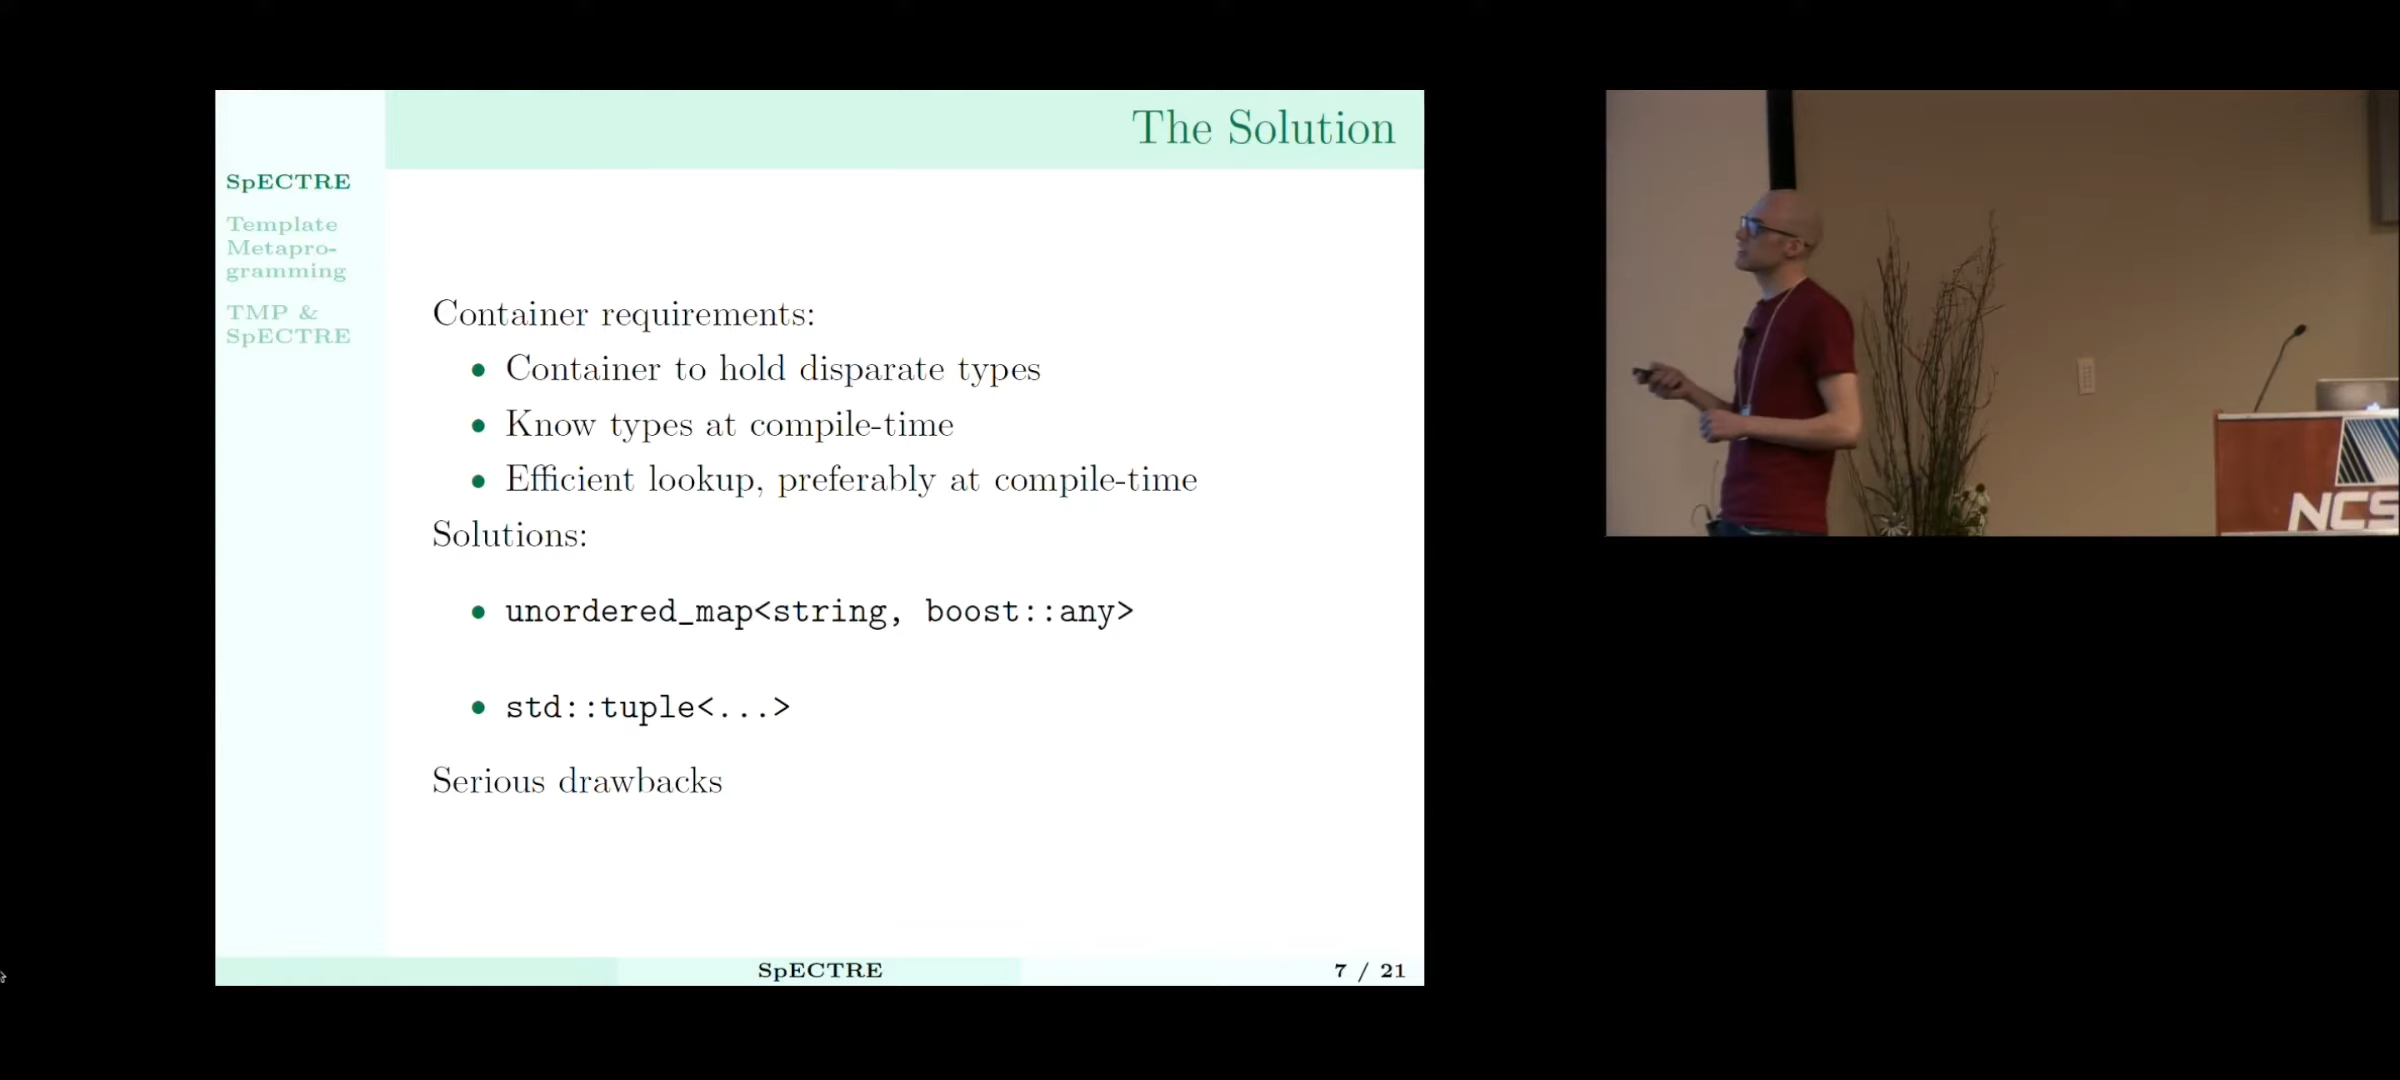 The Solution
SpECTRE
Template
Metapro-
gramming
TMP &
SpECTRE
Container requirements:
• Container to hold disparate types
• Know types at compile-time
• Efficient lookup, preferably at compile-time
Solutions:
• unordered_map<string, boost::any>
• std::tuple<...>
Serious drawbacks
SpECTRE
7 / 21
NCS